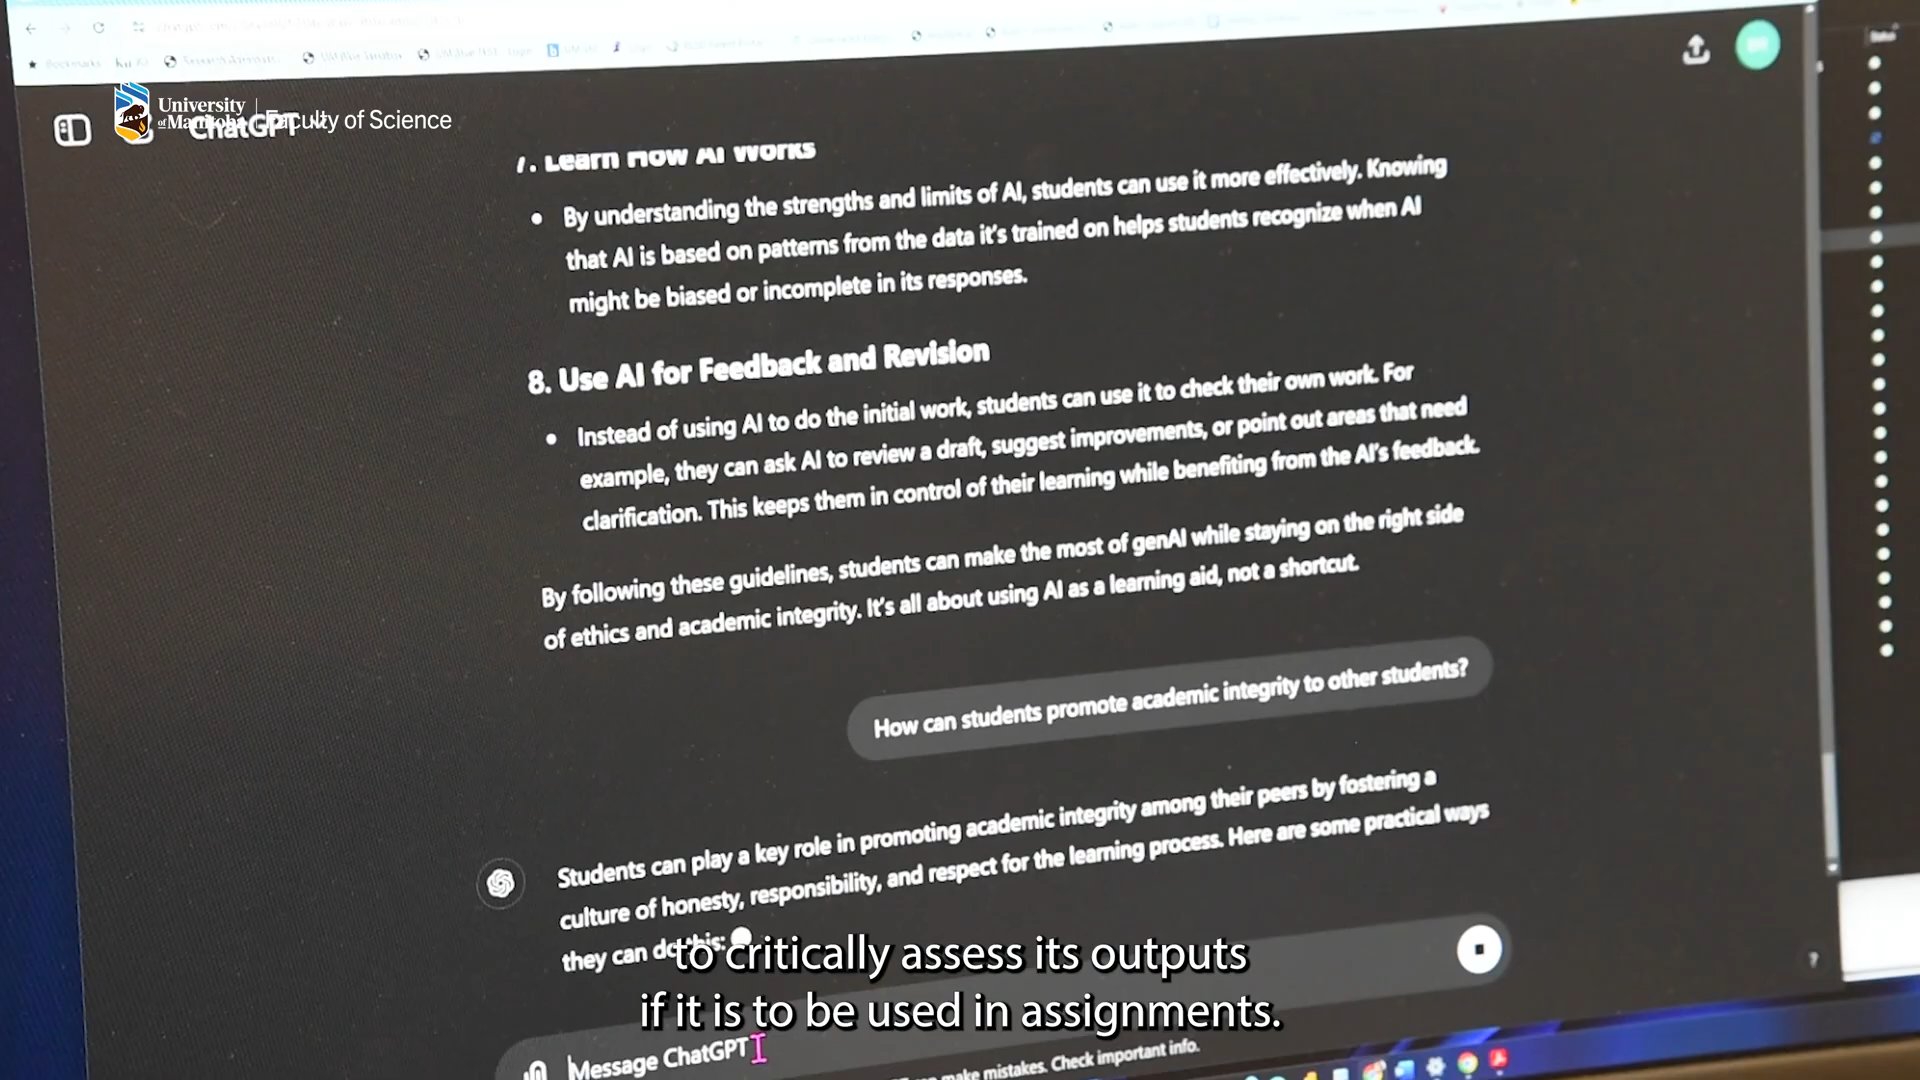 Bookmarks
University
of Manitoba
Faculty of Science
ChatGPT
7. Learn How AI Works
By understanding the strengths and limits of AI, students can use it more effectively. Knowing
that AI is based on patterns from the data it's trained on helps students recognize when AI
might be biased or incomplete in its responses.
8. Use AI for Feedback and Revision
Instead of using AI to do the initial work, students can use it to check their own work. For
example, they can ask AI to review a draft, suggest improvements, or point out areas that need
clarification. This keeps them in control of their learning while benefiting from the AI's feedback.
By following these guidelines, students can make the most of genAI while staying on the right side
of ethics and academic integrity. It's all about using AI as a learning aid, not a shortcut.
How can students promote academic integrity to other students?
Students can play a key role in promoting academic integrity among their peers by fostering a
culture of honesty, responsibility, and respect for the learning process. Here are some practical ways
they can do this:
to critically assess its outputs
if it is to be used in assignments.
Message ChatGPT
make mistakes. Check important info.
?